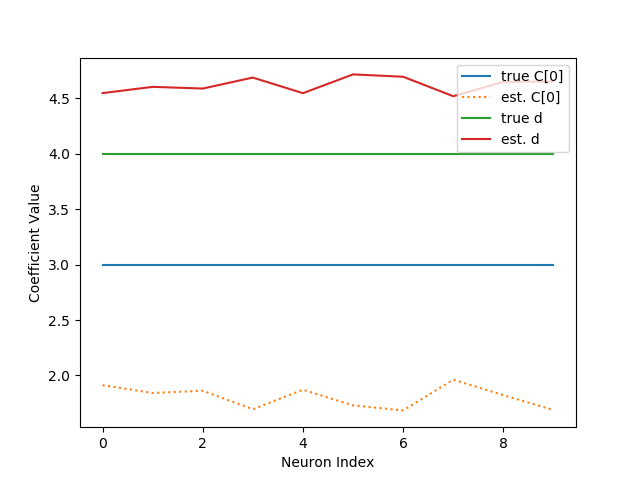 true C[0]
est. C[0]
true d
est. d
4.5
4.0
3.5
3.0
2.5
2.0
Coefficient Value
0 2 4 6 8
Neuron Index